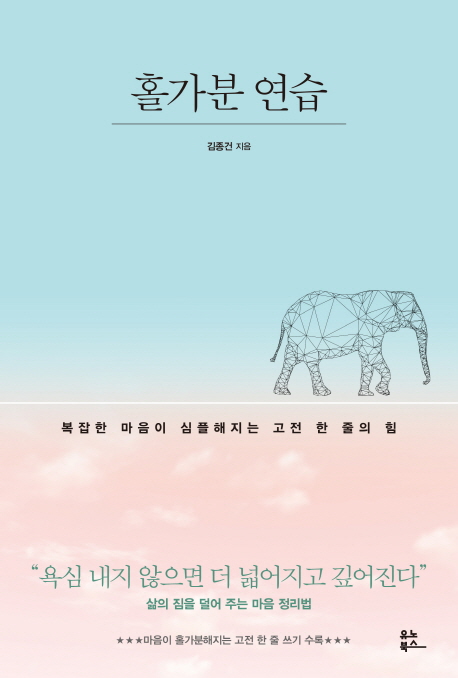 홀가분 연습
김종건 지음
복잡한 마음이 심플해지는 고전 한 줄의 힘
“욕심 내지 않으면 더 넓어지고 깊어진다”
삶의 짐을 덜어 주는 마음 정리법
★★★마음이 홀가분해지는 고전 한 줄 쓰기 수록★★★
유노
북스